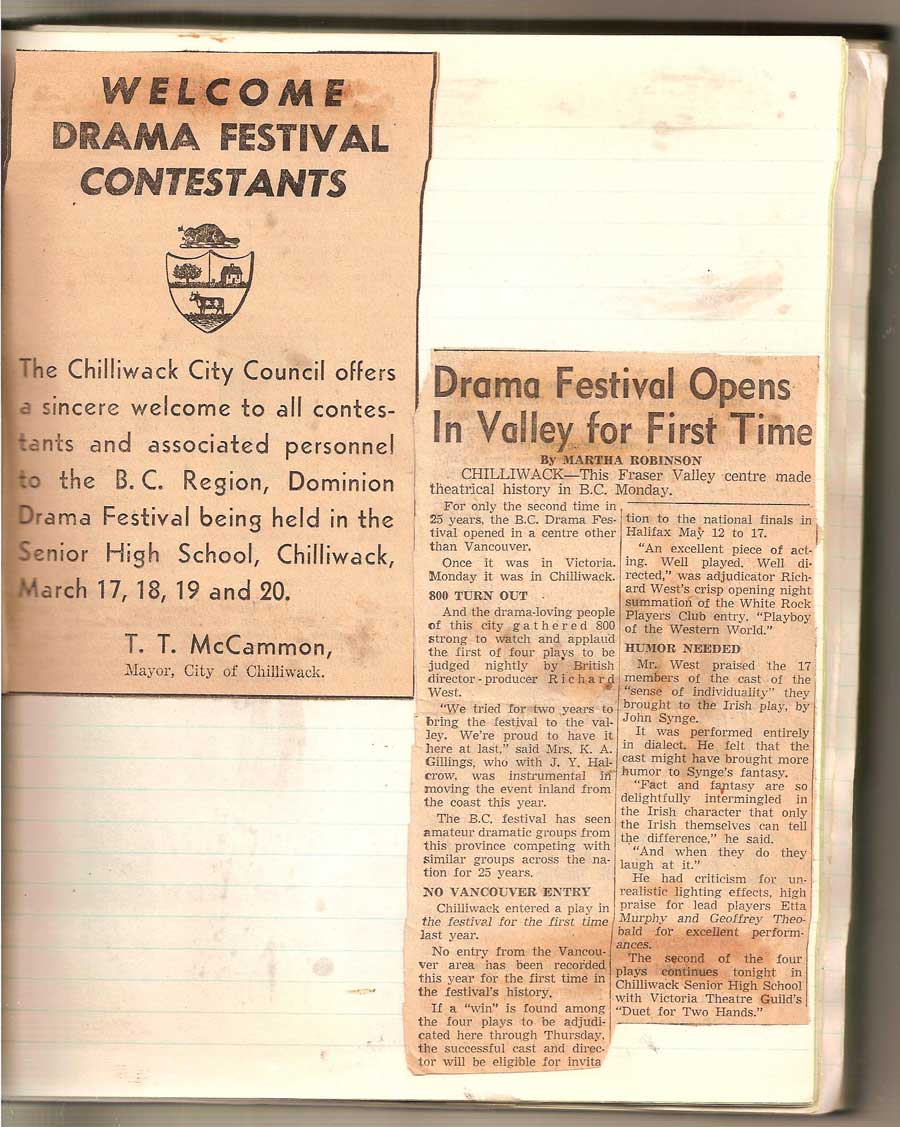 WELCOME
DRAMA FESTIVAL
CONTESTANTS
The Chilliwack City Council offers
a sincere welcome to all contes-
tants and associated personnel
to the B.C. Region, Dominion
Drama Festival being held in the
Senior High School, Chilliwack,
March 17, 18, 19 and 20.
T. T. McCammon,
Mayor, City of Chilliwack.
Drama Festival Opens
In Valley for First Time
By MARTHA ROBINSON
CHILLIWACK—This Fraser Valley centre made
theatrical history in B.C. Monday.
For only the second time in
25 years, the B.C. Drama Fes-
tival opened in a centre other
than Vancouver.
Once it was in Victoria.
Monday it was in Chilliwack.
800 TURN OUT
And the drama-loving people
of this city gathered 800
strong to watch and applaud
the first of four plays to be
judged nightly by British
director-producer Richard
West.
"We tried for two years to
bring the festival to the val-
ley. We're proud to have it
here at last," said Mrs. K. A.
Gillings, who with J. Y. Hal-
crow, was instrumental in
moving the event inland from
the coast this year.
The B.C. festival has seen
amateur dramatic groups from
this province competing with
similar groups across the na-
tion for 25 years.
NO VANCOUVER ENTRY
Chilliwack entered a play in
the festival for the first time
last year.
No entry from the Vancou-
ver area has been recorded
this year for the first time in
the festival's history.
If a "win" is found among
the four plays to be adjudi-
cated here through Thursday,
the successful cast and direc-
tor will be eligible for invita
tion to the national finals in
Halifax May 12 to 17.
"An excellent piece of act-
ing. Well played. Well di-
rected," was adjudicator Rich-
ard West's crisp opening night
summation of the White Rock
Players Club entry, "Playboy
of the Western World."
HUMOR NEEDED
Mr. West praised the 17
members of the cast of the
"sense of individuality" they
brought to the Irish play, by
John Synge.
It was performed entirely
in dialect. He felt that the
cast might have brought more
humor to Synge's fantasy.
"Fact and fantasy are so
delightfully intermingled in
the Irish character that only
the Irish themselves can tell
the difference," he said.
"And when they do they
laugh at it."
He had criticism for un-
realistic lighting effects, high
praise for lead players Etta
Murphy and Geoffrey Theo-
bald for excellent perform-
ances.
The second of the four
plays continues tonight in
Chilliwack Senior High School
with Victoria Theatre Guild's
"Duet for Two Hands."